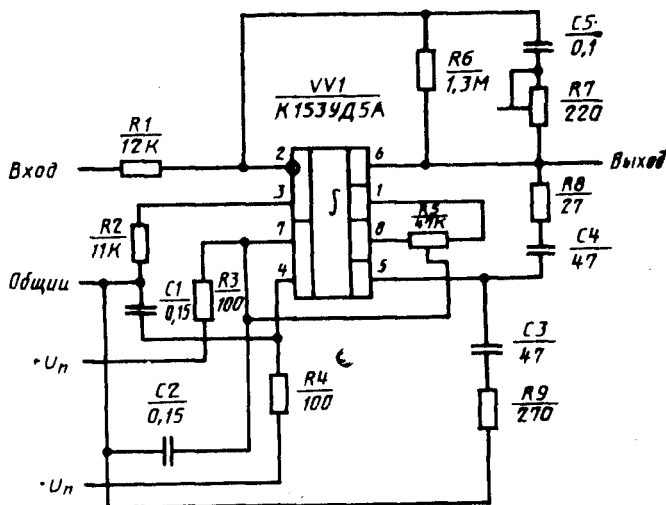 C5
0,1
R6
1,3М
R7
220
VV1
К153УД5А
R1
12К
Вход
2
6
Выход
3
1
R8
27
R2
11К
∫
R5
47К
7
8
C4
47
4
5
Общий
C1
0,15
R3
100
+Uп
C3
47
C2
0,15
R4
100
R9
270
-Uп